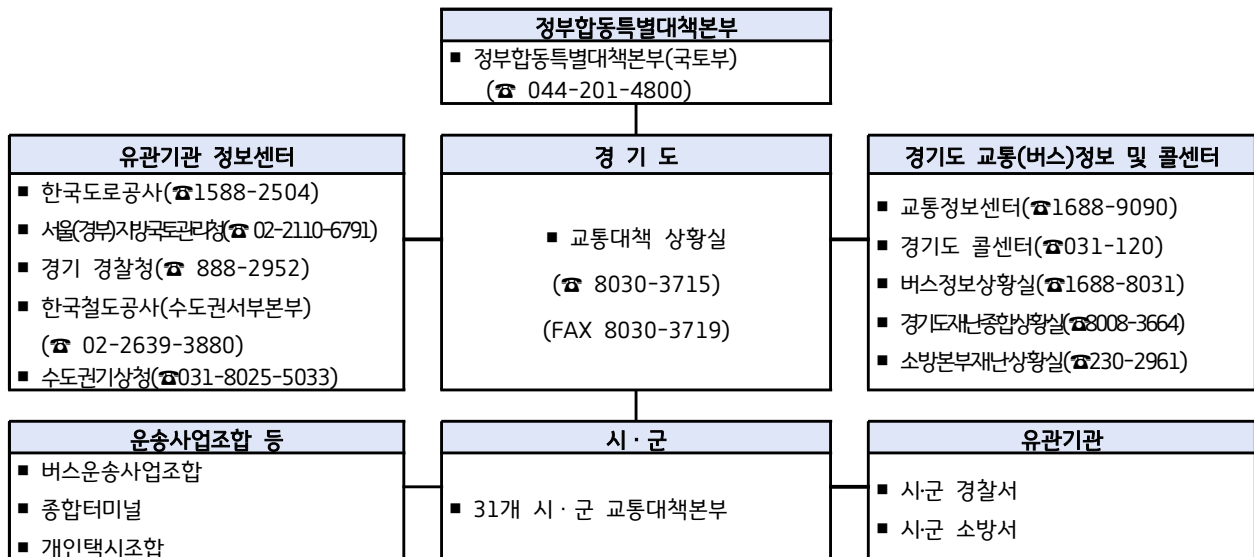 정부합동특별대책본부
■ 정부합동특별대책본부(국토부)
(☎ 044-201-4800)
유관기관 정보센터
■ 한국도로공사(☎1588-2504)
■ 서울(경부)지방국토관리청(☎ 02-2110-6791)
■ 경기 경찰청(☎ 888-2952)
■ 한국철도공사(수도권서부본부)
(☎ 02-2639-3880)
■ 수도권기상청(☎031-8025-5033)
경 기 도
■ 교통대책 상황실
(☎ 8030-3715)
(FAX 8030-3719)
경기도 교통(버스)정보 및 콜센터
■ 교통정보센터(☎1688-9090)
■ 경기도 콜센터(☎031-120)
■ 버스정보상황실(☎1688-8031)
■ 경기도재난종합상황실(☎8008-3664)
■ 소방본부재난상황실(☎230-2961)
운송사업조합 등
■ 버스운송사업조합
■ 종합터미널
■ 개인택시조합
시·군
■ 31개 시·군 교통대책본부
유관기관
■ 시·군 경찰서
■ 시·군 소방서